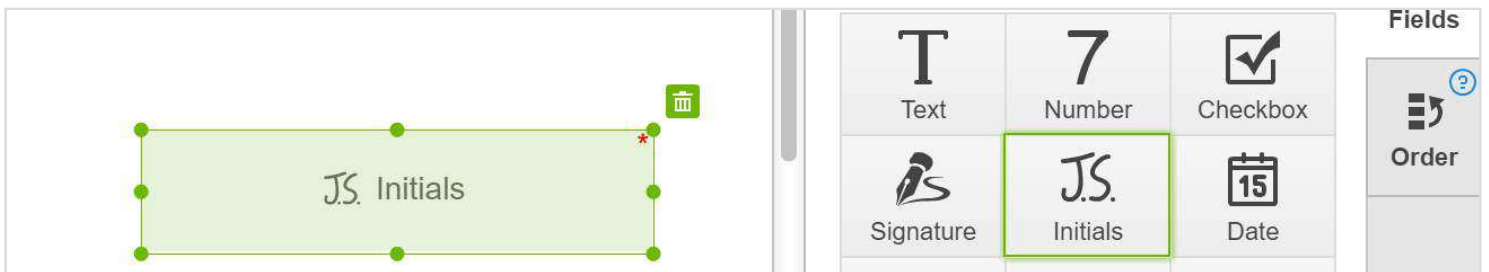 Fields
T
7
Text
Number
Checkbox
?
*
J.S. Initials
J.S.
15
Order
Signature
Initials
Date